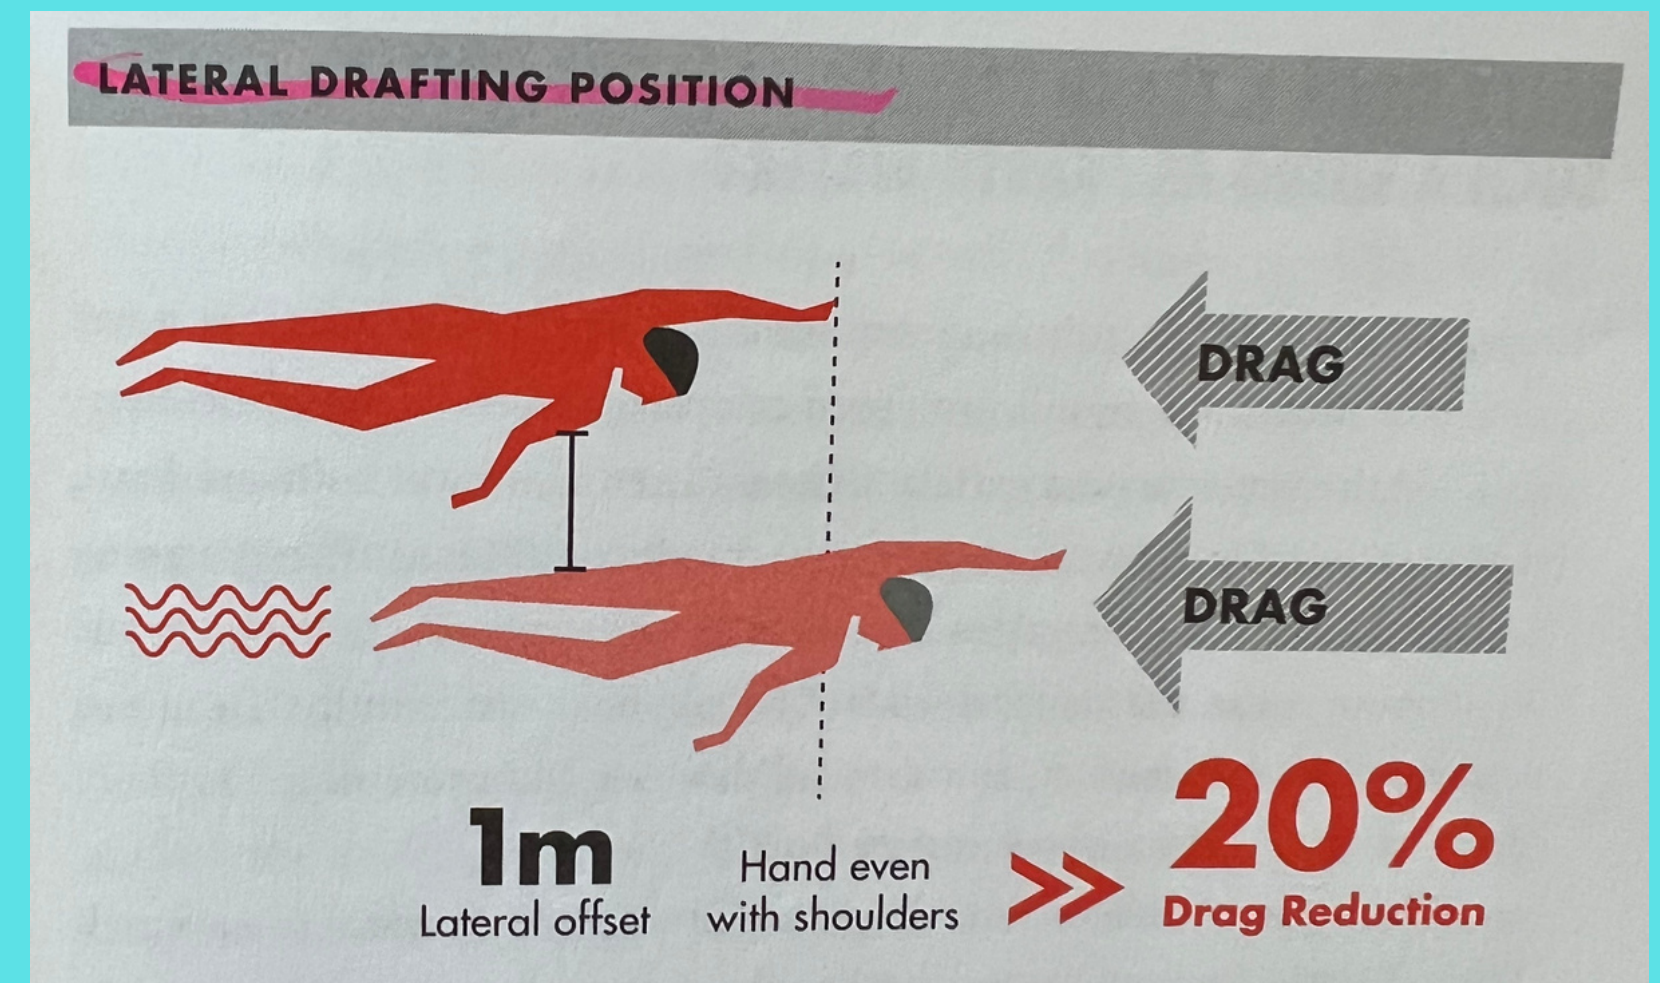 LATERAL DRAFTING POSITION
DRAG
DRAG
1m
Lateral offset
Hand even
with shoulders
20%
Drag Reduction